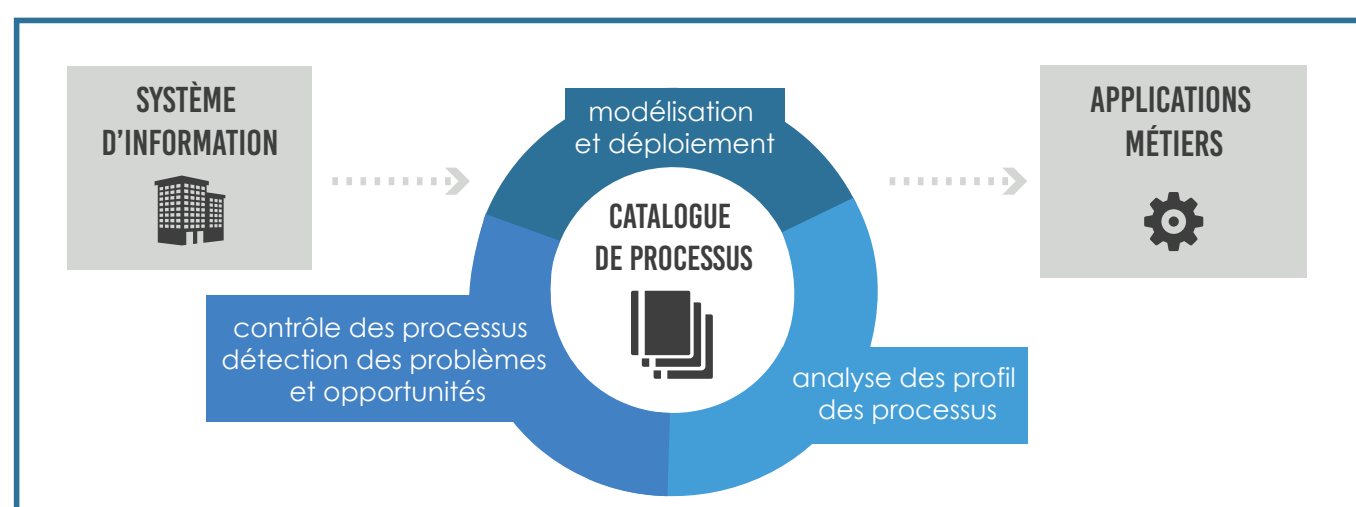 SYSTÈME
D'INFORMATION
modélisation
et déploiement
APPLICATIONS
MÉTIERS
CATALOGUE
DE PROCESSUS
contrôle des processus
détection des problèmes
et opportunités
analyse des profil
des processus